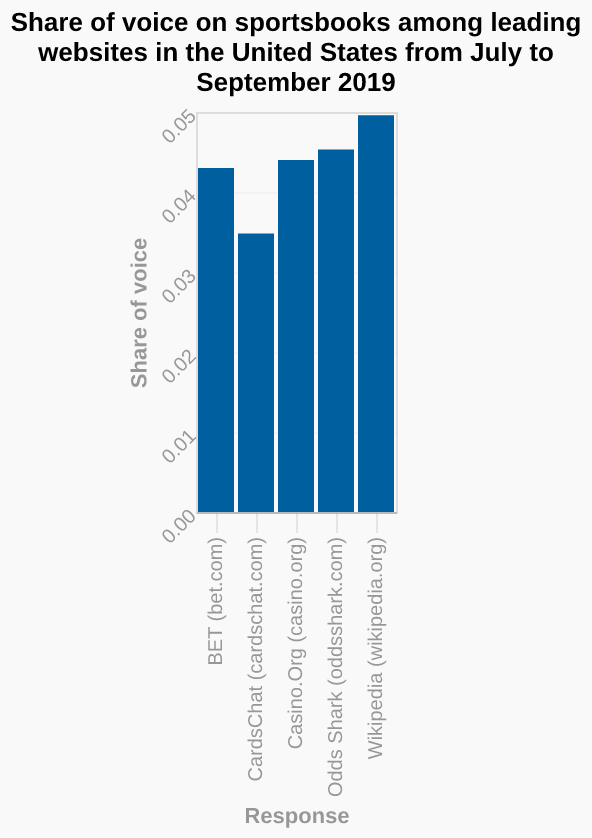 Share of voice on sportsbooks among leading
websites in the United States from July to
September 2019
Share of voice
0.05
0.04
0.03
0.02
0.01
0.00
BET (bet.com)
CardsChat (cardschat.com)
Casino.Org (casino.org)
Odds Shark (oddsshark.com)
Wikipedia (wikipedia.org)
Response